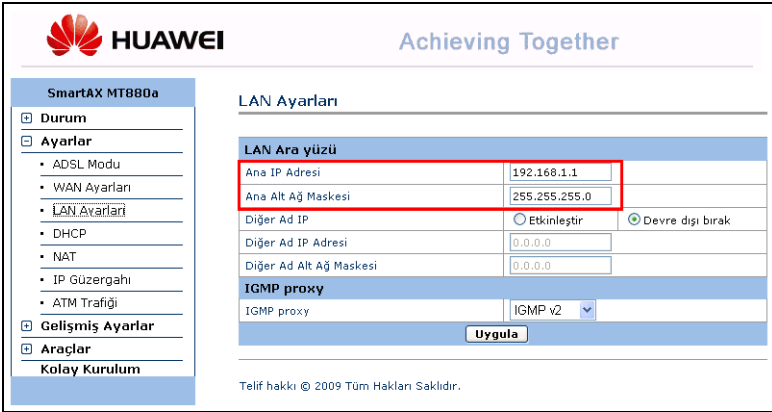 HUAWEI
Achieving Together
SmartAX MT880a
Durum
Ayarlar
ADSL Modu
WAN Ayarları
LAN Ayarları
DHCP
NAT
IP Güzergahı
ATM Trafiği
Gelişmiş Ayarlar
Araçlar
Kolay Kurulum
LAN Ayarları
LAN Ara yüzü
Ana IP Adresi 192.168.1.1
Ana Alt Ağ Maskesi 255.255.255.0
Diğer Ad IP Etkinleştir Devre dışı bırak
Diğer Ad IP Adresi 0.0.0.0
Diğer Ad Alt Ağ Maskesi 0.0.0.0
IGMP proxy
IGMP proxy IGMP v2
Uygula
Telif hakkı © 2009 Tüm Hakları Saklıdır.